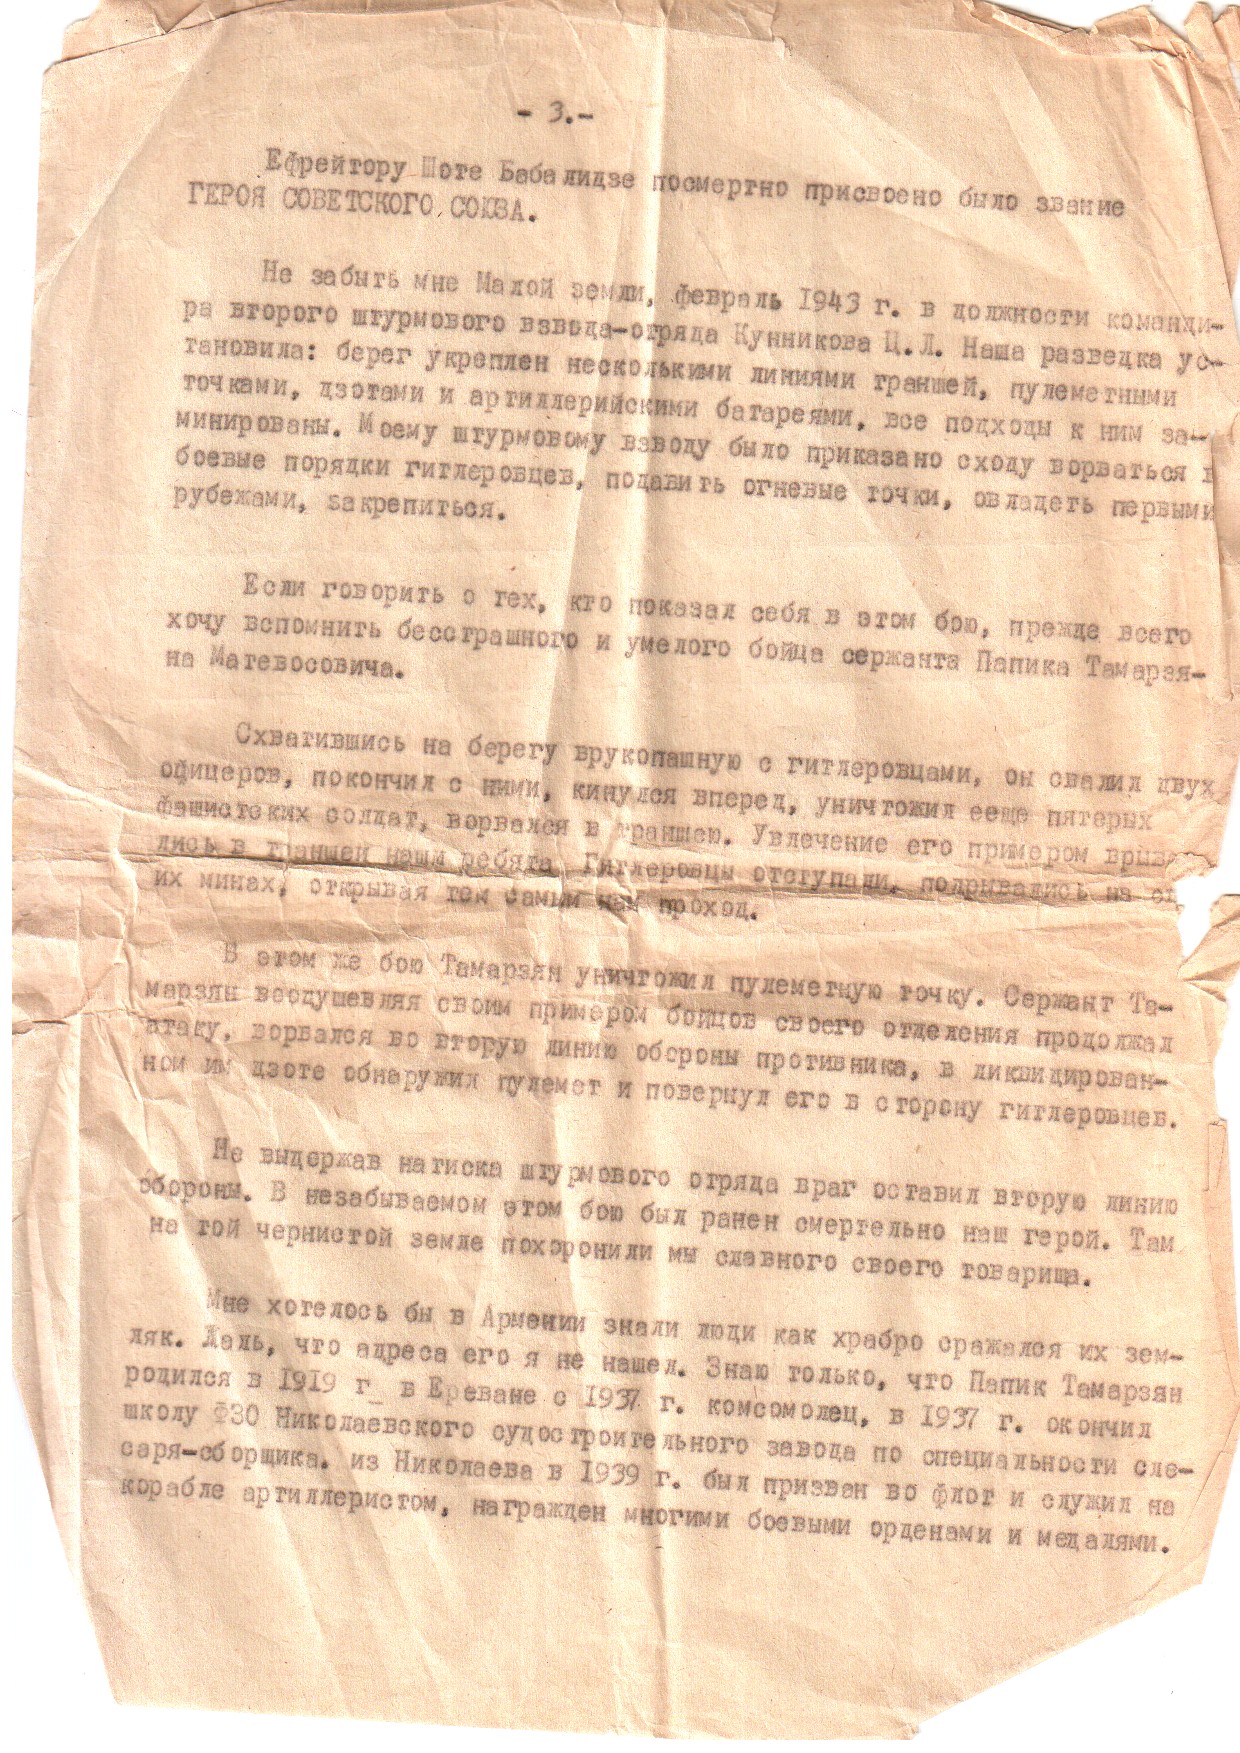 - 3.-
Ефрейтору Шоте Бабалидзе посмертно присвоено было звание
ГЕРОЯ СОВЕТСКОГО СОЮЗА.
Не забыть мне Малой земли, февраль 1943 г. в должности команди-
ра второго штурмового взвода-отряда Кунникова Ц.Л. Наша разведка ус-
тановила: берег укреплен несколькими линиями траншей, пулеметными
точками, дзотами и артиллерийскими батареями, все подходы к ним за-
минированы. Моему штурмовому взводу было приказано сходу ворваться в
боевые порядки гитлеровцев, подавить огневые точки, овладеть первыми
рубежами, закрепиться.
Если говорить о тех, кто показал себя в этом бою, прежде всего
хочу вспомнить бесстрашного и умелого бойца сержанта Папика Тамарзя-
на Матевосовича.
Схватившись на берегу врукопашную с гитлеровцами, он свалил двух
офицеров, покончил с ними, кинулся вперед, уничтожил ееще пятерых
фашистских солдат, ворвался в траншею. Увлечение его примером врыва
лись в траншеи наши ребята Гитлеровцы отступали, подрывались на
их минах, открывая тем самым нам проход.
В этом же бою Тамарзян уничтожил пулеметную точку. Сержант Та-
марзян воодушевляя своим примером бойцов своего отделения продолжал
атаку, ворвался во вторую линию обороны противника, в ликвидирован-
ном им дзоте обнаружил пулемет и повернул его в сторону гитлеровцев.
Не выдержав натиска штурмового отряда враг оставил вторую линию
обороны. В незабываемом этом бою был ранен смертельно наш герой. Там
на той чернистой земле похоронили мы славного своего товарища.
Мне хотелось бы в Армении знали люди как храбро сражался их зем-
ляк. Жаль, что адреса его я не нашел. Знаю только, что Папик Тамарзян
родился в 1919 г_ в Ереване с 1937 г. комсомолец, в 1937 г. окончил
школу ФЗО Николаевского судостроительного завода по специальности сле-
саря-сборщика. из Николаева в 1939 г. был призван во флот и служил на
корабле артиллеристом, награжден многими боевыми орденами и медалями.